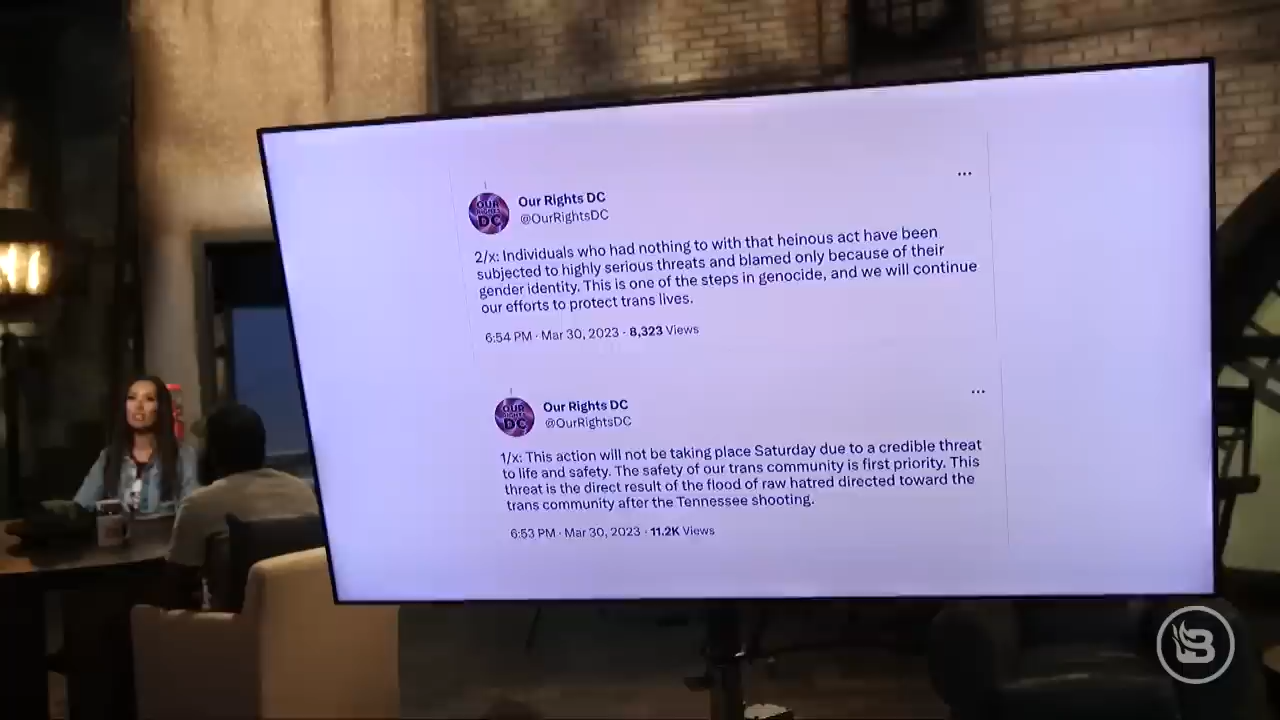 Our Rights DC
@OurRightsDC
2/x: Individuals who had nothing to with that heinous act have been
subjected to highly serious threats and blamed only because of their
gender identity. This is one of the steps in genocide, and we will continue
our efforts to protect trans lives.
6:54 PM · Mar 30, 2023 · 8,323 Views
Our Rights DC
@OurRightsDC
1/x: This action will not be taking place Saturday due to a credible threat
to life and safety. The safety of our trans community is first priority. This
threat is the direct result of the flood of raw hatred directed toward the
trans community after the Tennessee shooting.
6:53 PM · Mar 30, 2023 · 11.2K Views
OUR
RIGHTS
DC
OUR
RIGHTS
DC
B